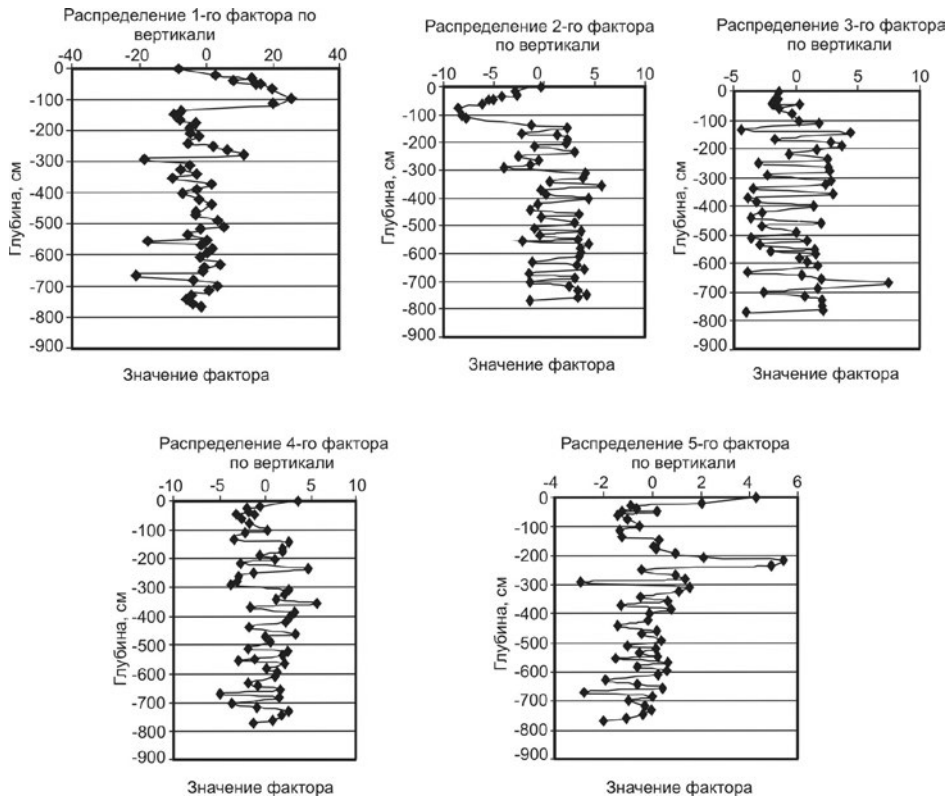 Распределение 1-го фактора по
вертикали
-40 -20 0 20 40
0
-100
-200
-300
-400
-500
-600
-700
-800
-900
Глубина, см
Значение фактора
Распределение 2-го фактора
по вертикали
-10 -5 0 5 10
0
-100
-200
-300
-400
-500
-600
-700
-800
-900
Глубина, см
Значение фактора
Распределение 3-го фактора
по вертикали
-5 0 5 10
0
-100
-200
-300
-400
-500
-600
-700
-800
-900
Глубина, см
Значение фактора
Распределение 4-го фактора
по вертикали
-10 -5 0 5 10
0
-100
-200
-300
-400
-500
-600
-700
-800
-900
Глубина, см
Значение фактора
Распределение 5-го фактора
по вертикали
-4 -2 0 2 4 6
0
-100
-200
-300
-400
-500
-600
-700
-800
-900
Глубина, см
Значение фактора